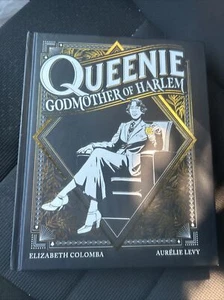 QUEENIE
GODMOTHER OF HARLEM
ELIZABETH COLOMBA
AURÉLIE LEVY